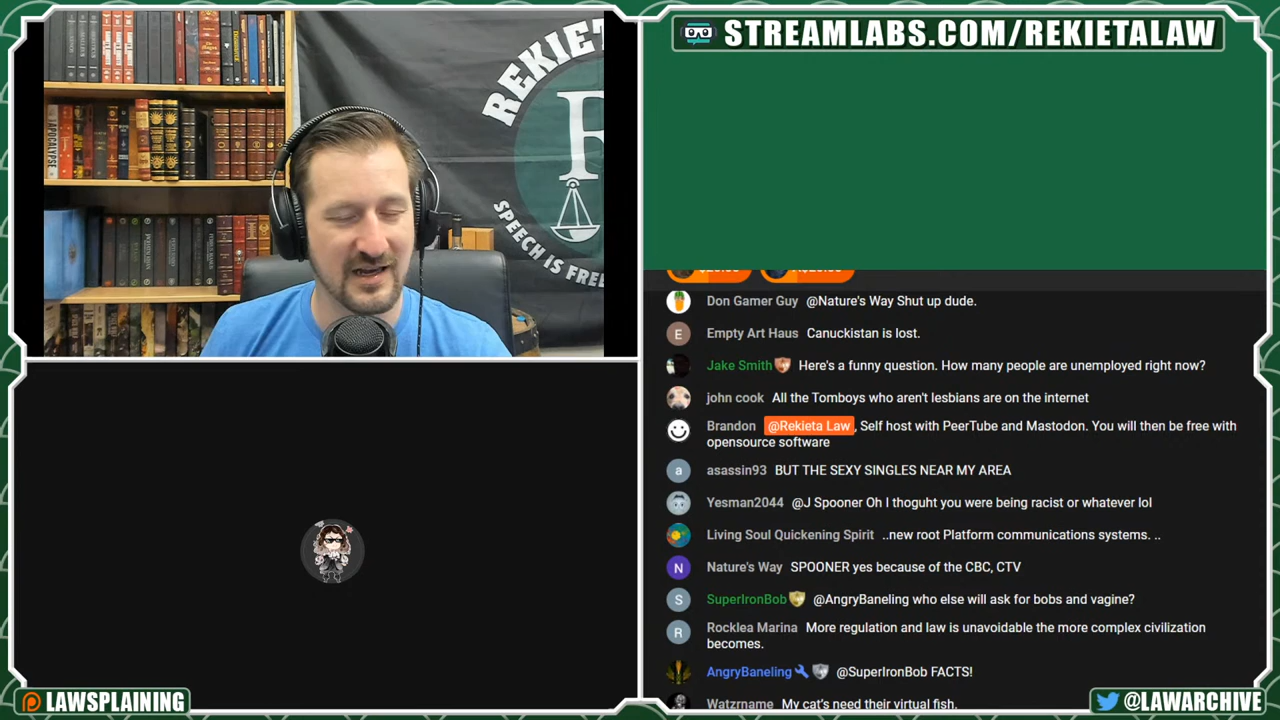 STREAMLABS.COM/REKIETALAW
REKIET
R
SPEECH IS FREE
APOCALYPSE
Don Gamer Guy @Nature's Way Shut up dude.
E Empty Art Haus Canuckistan is lost.
Jake Smith Here's a funny question. How many people are unemployed right now?
john cook All the Tomboys who aren't lesbians are on the internet
Brandon @Rekieta Law, Self host with PeerTube and Mastodon. You will then be free with
opensource software
a asassin93 BUT THE SEXY SINGLES NEAR MY AREA
Yesman2044 @J Spooner Oh I thoguht you were being racist or whatever lol
Living Soul Quickening Spirit ..new root Platform communications systems. ..
N Nature's Way SPOONER yes because of the CBC, CTV
S SuperIronBob @AngryBaneling who else will ask for bobs and vagine?
R Rocklea Marina More regulation and law is unavoidable the more complex civilization
becomes.
AngryBaneling @SuperIronBob FACTS!
Watzrname My cat's need their virtual fish.
LAWSPLAINING
@LAWARCHIVE